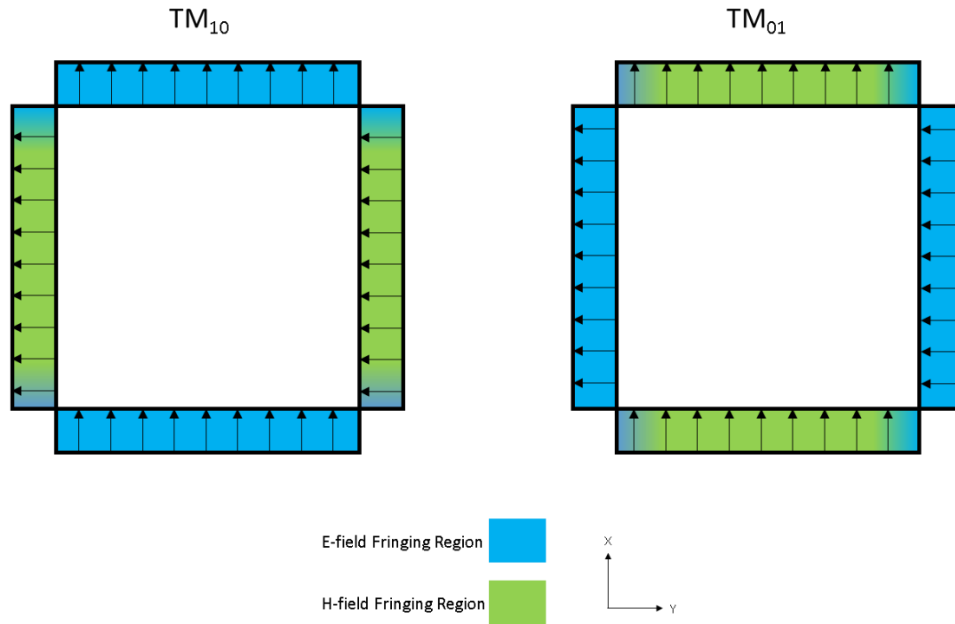 TM₁₀
TM₀₁
E-field Fringing Region
H-field Fringing Region
X
Y